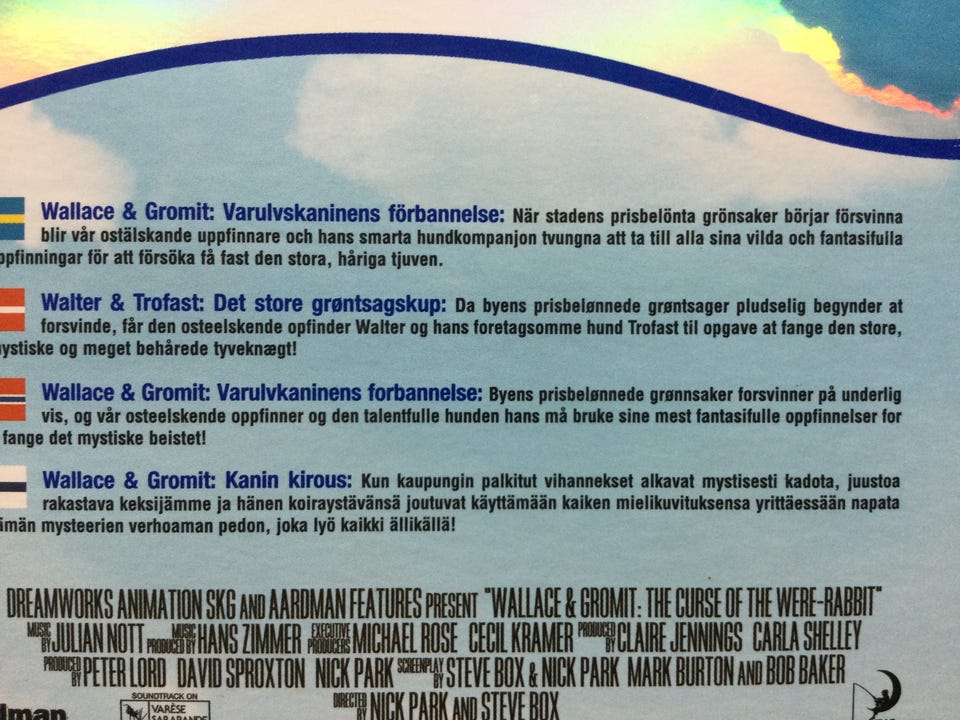 Wallace & Gromit: Varulvskaninens förbannelse: När stadens prisbelönta grönsaker börjar försvinna
blir vår ostälskande uppfinnare och hans smarta hundkompanjon tvungna att ta till alla sina vilda och fantasifulla
ppfinningar för att försöka få fast den stora, håriga tjuven.
Walter & Trofast: Det store grøntsagskup: Da byens prisbelønnede grøntsager pludselig begynder at
forsvinde, får den osteelskende opfinder Walter og hans foretagsomme hund Trofast til opgave at fange den store,
ystiske og meget behårede tyveknægt!
Wallace & Gromit: Varulvkaninens forbannelse: Byens prisbelønnede grønnsaker forsvinner på underlig
vis, og vår osteelskende oppfinner og den talentfulle hunden hans må bruke sine mest fantasifulle oppfinnelser for
fange det mystiske beistet!
Wallace & Gromit: Kanin kirous: Kun kaupungin palkitut vihannekset alkavat mystisesti kadota, juustoa
rakastava keksijämme ja hänen koiraystävänsä joutuvat käyttämään kaiken mielikuvituksensa yrittäessään napata
ämän mysteerien verhoaman pedon, joka lyö kaikki ällikällä!
DREAMWORKS ANIMATION SKG AND AARDMAN FEATURES PRESENT "WALLACE & GROMIT: THE CURSE OF THE WERE-RABBIT"
MUSIC BY JULIAN NOTT MUSIC PRODUCED BY HANS ZIMMER EXECUTIVE PRODUCERS MICHAEL ROSE CECIL KRAMER PRODUCED BY CLAIRE JENNINGS CARLA SHELLEY
PRODUCED BY PETER LORD DAVID SPROXTON NICK PARK SCREENPLAY BY STEVE BOX & NICK PARK MARK BURTON AND BOB BAKER
DIRECTED BY NICK PARK AND STEVE BOX
SOUNDTRACK ON
VARÈSE
SARABANDE
dman